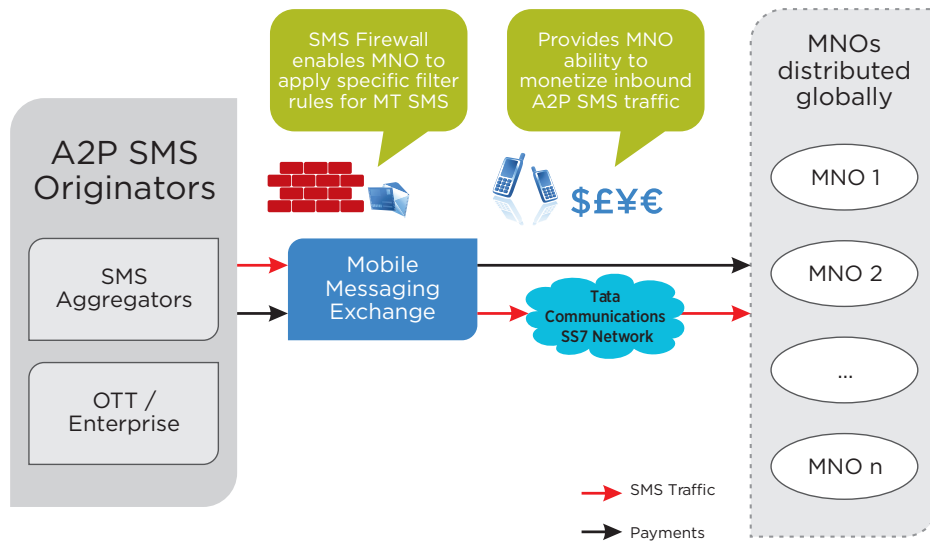 SMS Firewall
enables MNO to
apply specific filter
rules for MT SMS
Provides MNO
ability to
monetize inbound
A2P SMS traffic
MNOs
distributed
globally
A2P SMS
Originators
$£¥€
MNO 1
SMS
Aggregators
Mobile
Messaging
Exchange
MNO 2
Tata
Communications
SS7 Network
OTT /
Enterprise
...
MNO n
SMS Traffic
Payments